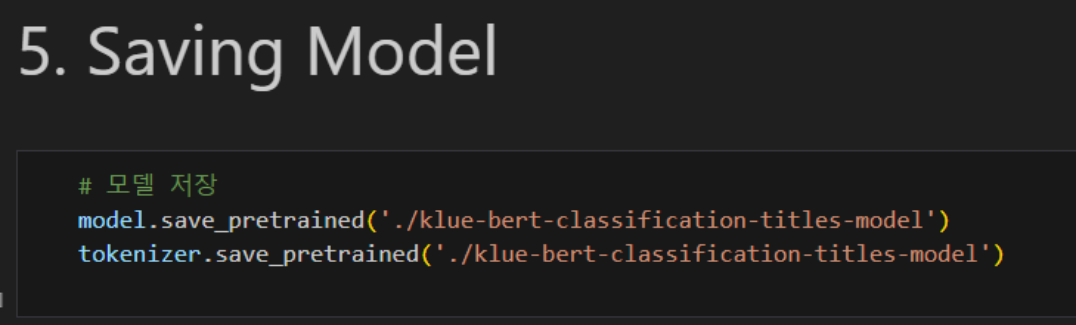 5. Saving Model
# 모델 저장
model.save_pretrained('./klue-bert-classification-titles-model')
tokenizer.save_pretrained('./klue-bert-classification-titles-model')